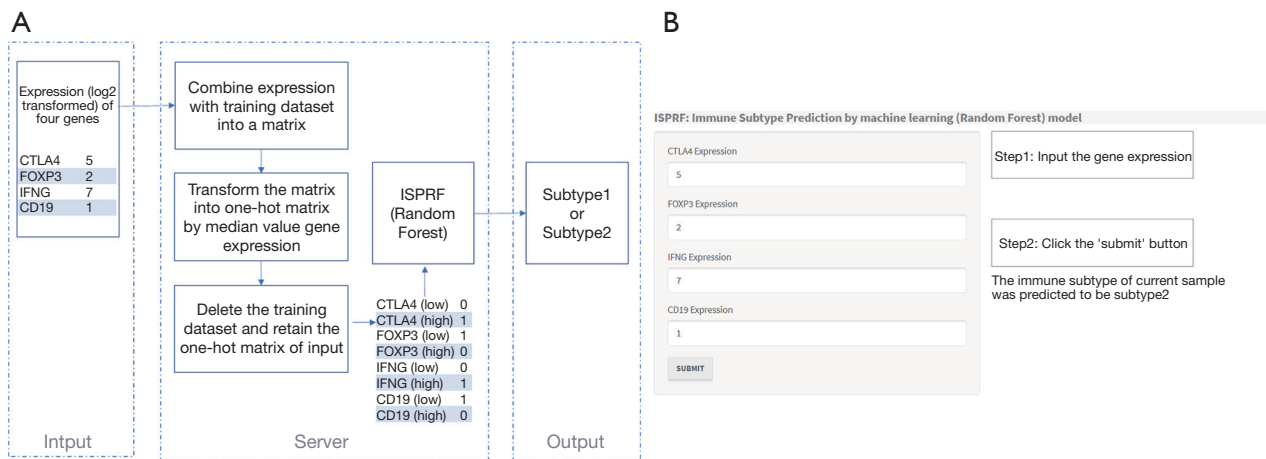 A
Expression (log2
transformed) of
four genes
CTLA4 5
FOXP3 2
IFNG 7
CD19 1
Intput
Combine expression
with training dataset
into a matrix
Transform the matrix
into one-hot matrix
by median value gene
expression
Delete the training
dataset and retain the
one-hot matrix of input
ISPRF
(Random
Forest)
CTLA4 (low) 0
CTLA4 (high) 1
FOXP3 (low) 1
FOXP3 (high) 0
IFNG (low) 0
IFNG (high) 1
CD19 (low) 1
CD19 (high) 0
Server
Subtype1
or
Subtype2
Output
B
ISPRF: Immune Subtype Prediction by machine learning (Random Forest) model
CTLA4 Expression
5
FOXP3 Expression
2
IFNG Expression
7
CD19 Expression
1
SUBMIT
Step1: Input the gene expression
Step2: Click the 'submit' button
The immune subtype of current sample
was predicted to be subtype2